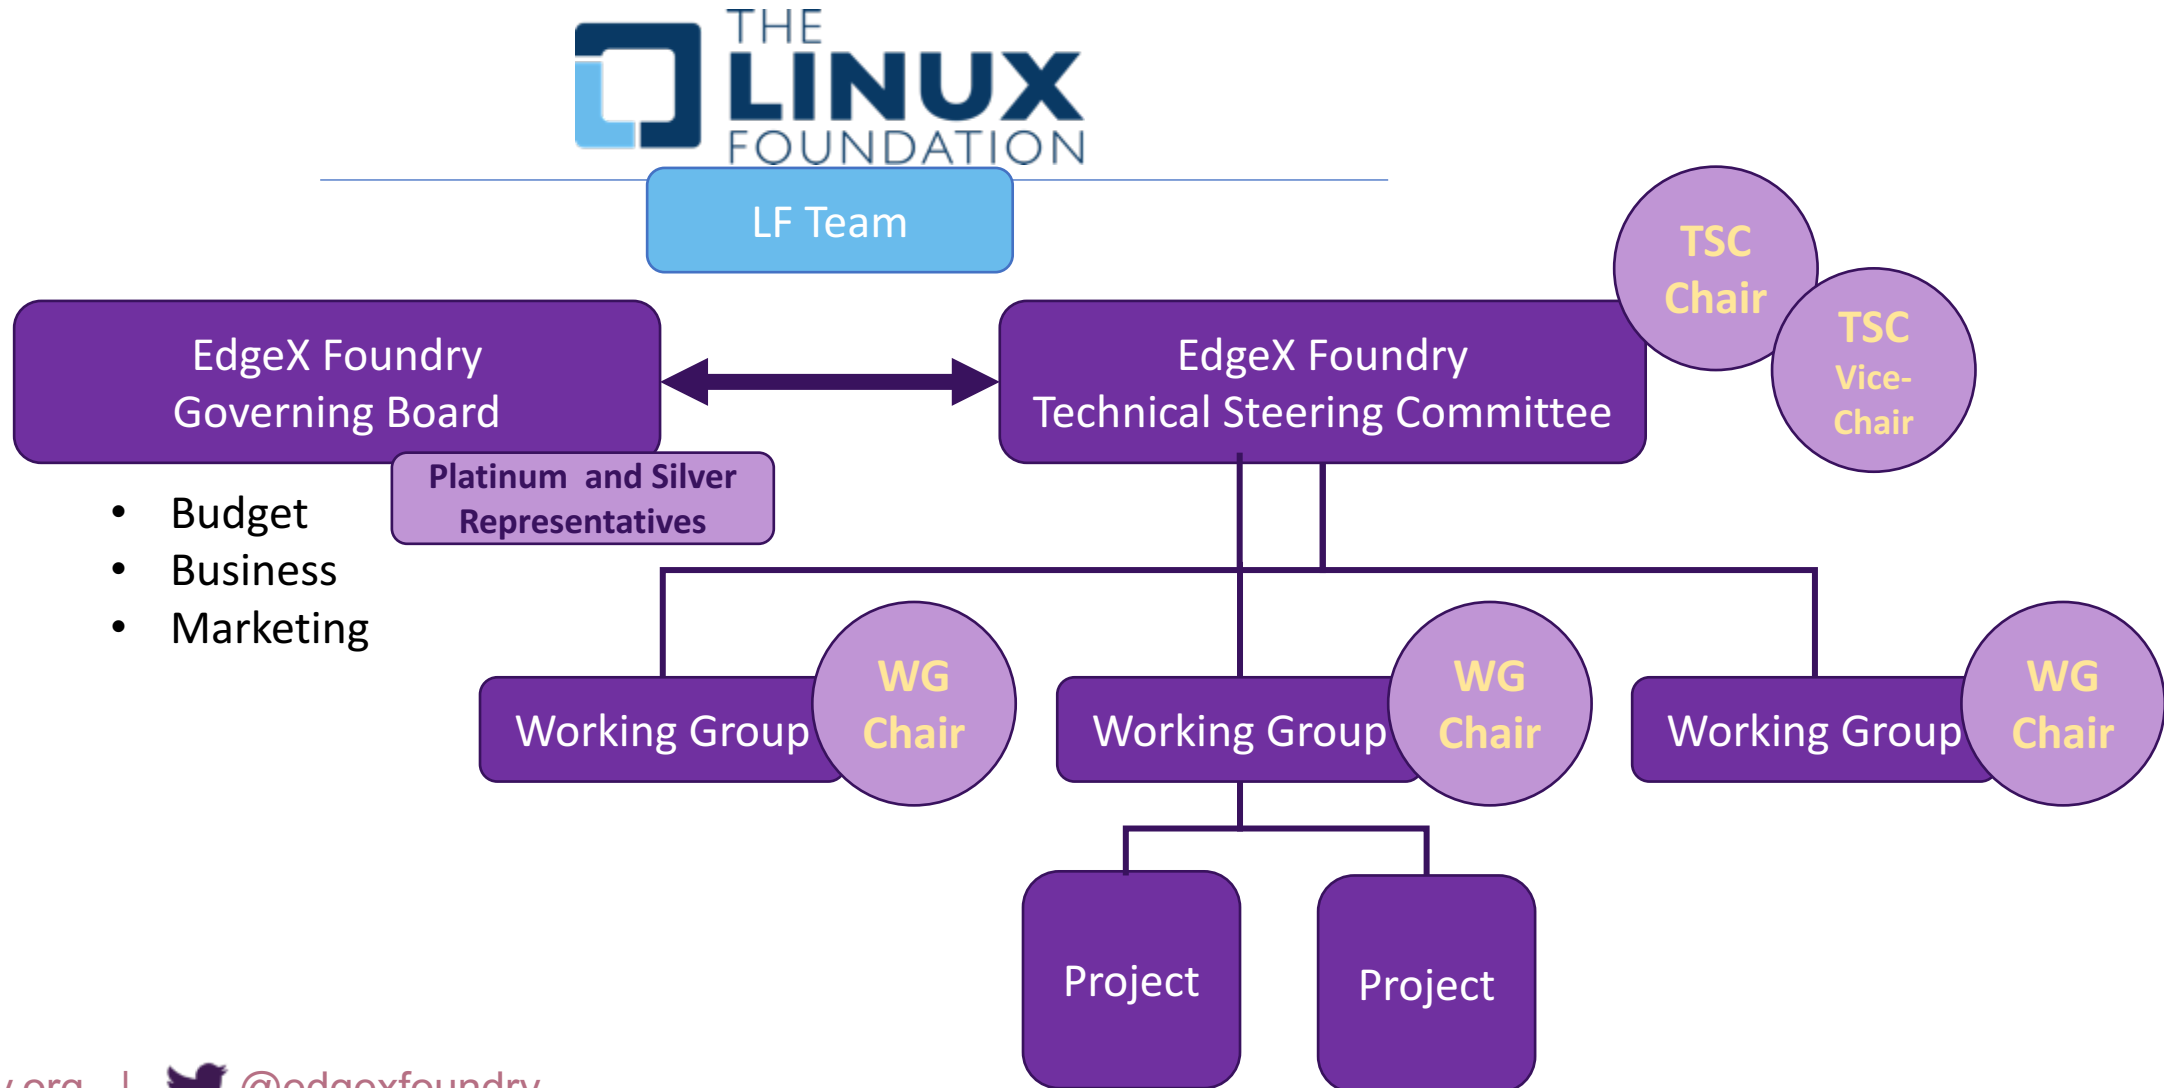 THE
LINUX
FOUNDATION
LF Team
TSC
Chair
TSC
Vice-
Chair
EdgeX Foundry
Governing Board
EdgeX Foundry
Technical Steering Committee
Platinum and Silver
Representatives
• Budget
• Business
• Marketing
Working Group
WG
Chair
Working Group
WG
Chair
Working Group
WG
Chair
Project
Project
.org | @edgexfoundry